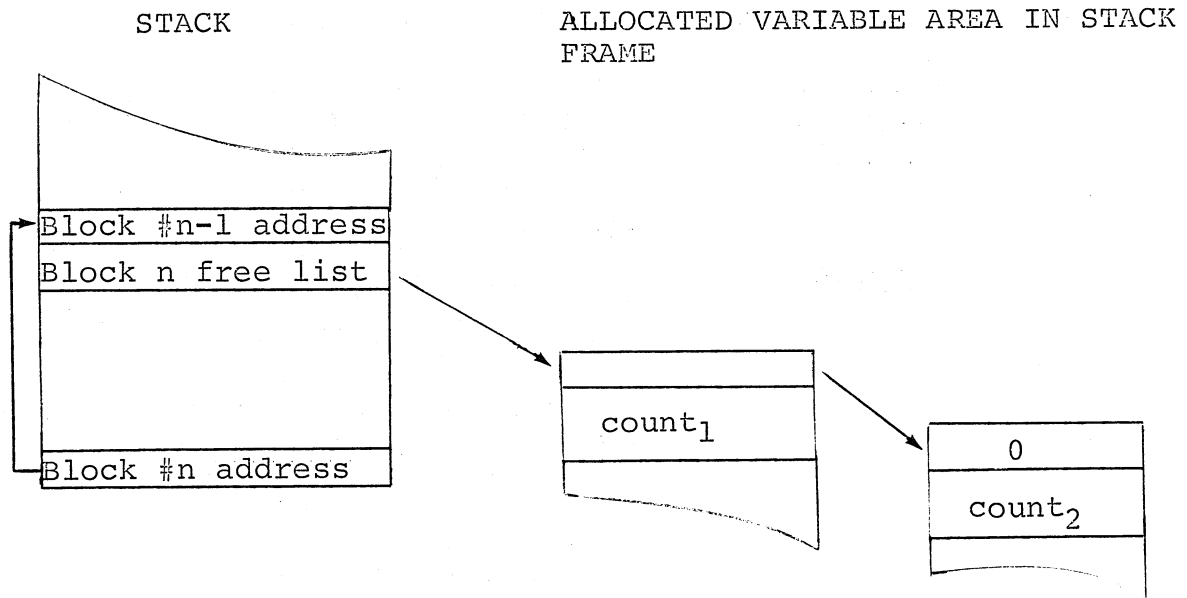 STACK
ALLOCATED VARIABLE AREA IN STACK
FRAME
Block #n-1 address
Block n free list
Block #n address
count1
0
count2